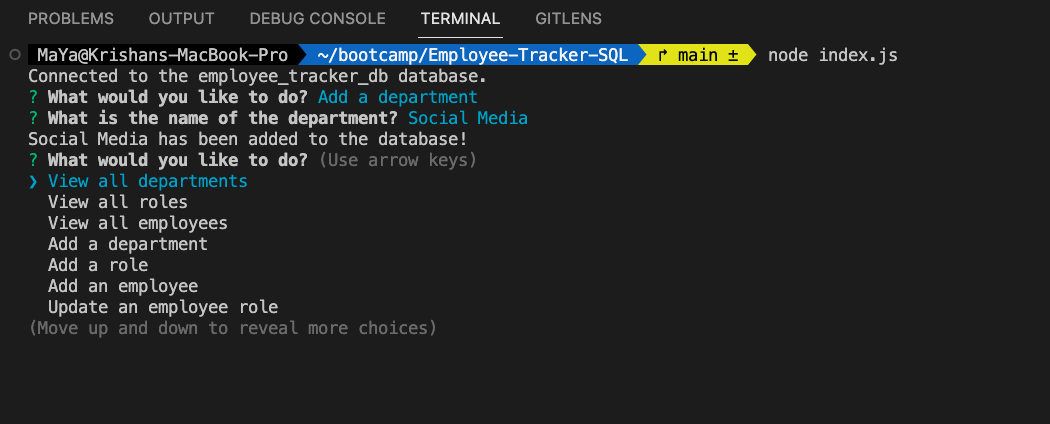 PROBLEMS OUTPUT DEBUG CONSOLE TERMINAL GITLENS
MaYa@Krishans-MacBook-Pro ~/bootcamp/Employee-Tracker-SQL ↱ main ± node index.js
Connected to the employee_tracker_db database.
? What would you like to do? Add a department
? What is the name of the department? Social Media
Social Media has been added to the database!
? What would you like to do? (Use arrow keys)
❯ View all departments
View all roles
View all employees
Add a department
Add a role
Add an employee
Update an employee role
(Move up and down to reveal more choices)